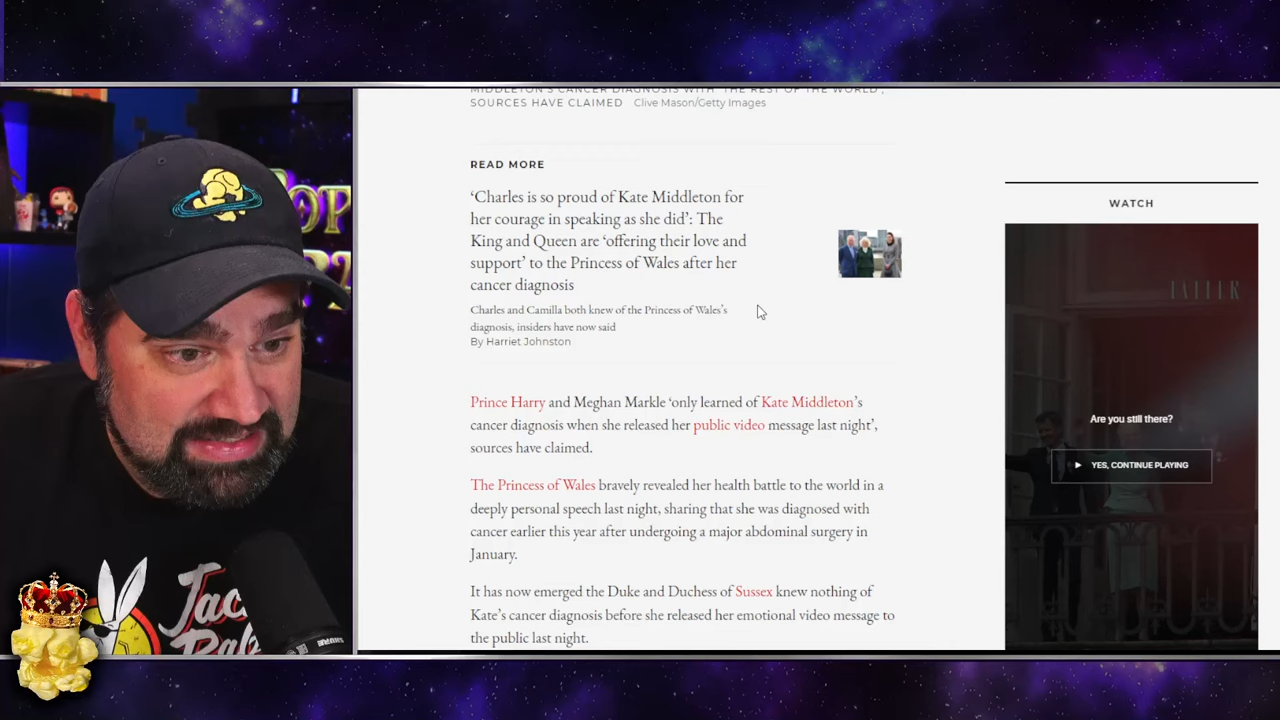 MIDDLETON'S CANCER DIAGNOSIS WITH 'THE REST OF THE WORLD',
SOURCES HAVE CLAIMED Clive Mason/Getty Images
READ MORE
‘Charles is so proud of Kate Middleton for
her courage in speaking as she did’: The
King and Queen are ‘offering their love and
support’ to the Princess of Wales after her
cancer diagnosis
Charles and Camilla both knew of the Princess of Wales’s
diagnosis, insiders have now said
By Harriet Johnston
Prince Harry and Meghan Markle ‘only learned of Kate Middleton’s
cancer diagnosis when she released her public video message last night’,
sources have claimed.
The Princess of Wales bravely revealed her health battle to the world in a
deeply personal speech last night, sharing that she was diagnosed with
cancer earlier this year after undergoing a major abdominal surgery in
January.
It has now emerged the Duke and Duchess of Sussex knew nothing of
Kate’s cancer diagnosis before she released her emotional video message to
the public last night.
WATCH
TATLER
Are you still there?
YES, CONTINUE PLAYING